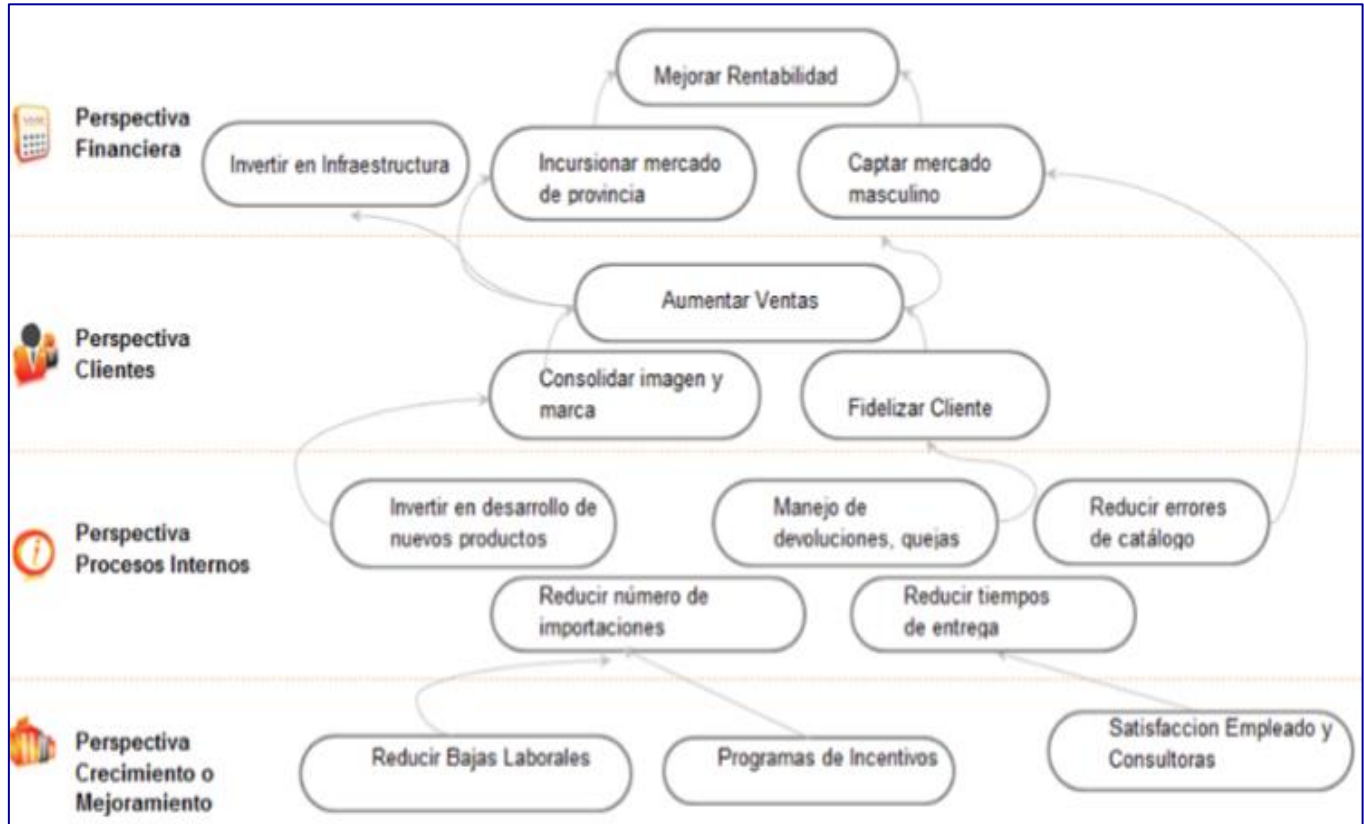 Mejorar Rentabilidad
Perspectiva
Financiera
Invertir en Infraestructura
Incursionar mercado
de provincia
Captar mercado
masculino
Aumentar Ventas
Perspectiva
Clientes
Consolidar imagen y
marca
Fidelizar Cliente
Perspectiva
Procesos Internos
Invertir en desarrollo de
nuevos productos
Manejo de
devoluciones, quejas
Reducir errores
de catálogo
Reducir número de
importaciones
Reducir tiempos
de entrega
Perspectiva
Crecimiento o
Mejoramiento
Reducir Bajas Laborales
Programas de Incentivos
Satisfaccion Empleado y
Consultoras